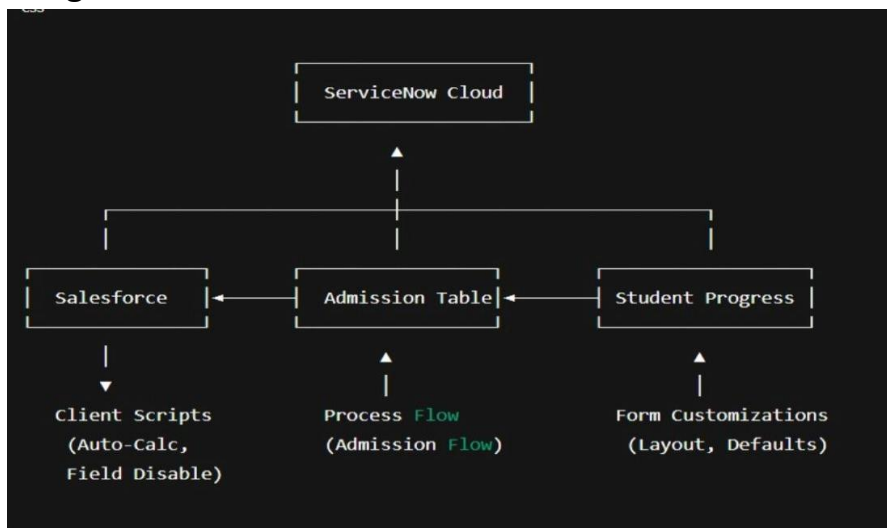 css
ServiceNow Cloud
Salesforce
Admission Table
Student Progress
Client Scripts
(Auto-Calc,
Field Disable)
Process Flow
(Admission Flow)
Form Customizations
(Layout, Defaults)